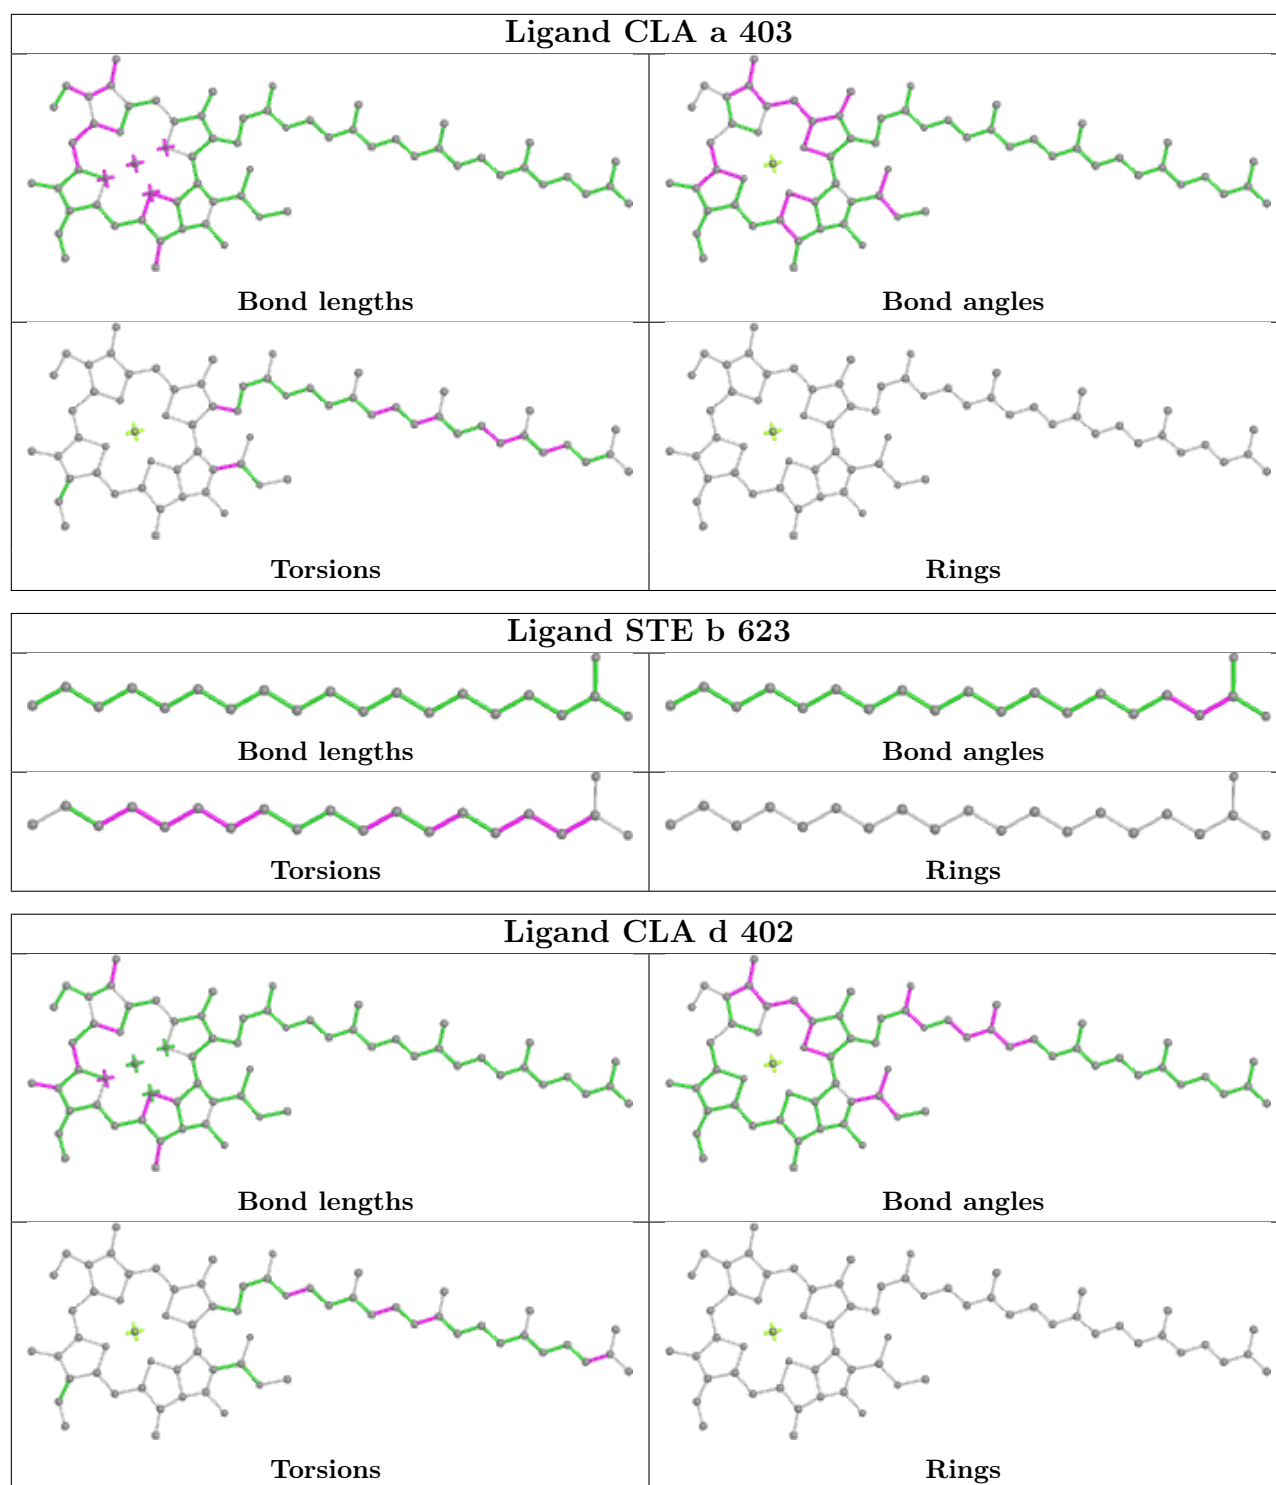 Ligand CLA a 403
Bond lengths
Bond angles
Torsions
Rings
Ligand STE b 623
Bond lengths
Bond angles
Torsions
Rings
Ligand CLA d 402
Bond lengths
Bond angles
Torsions
Rings